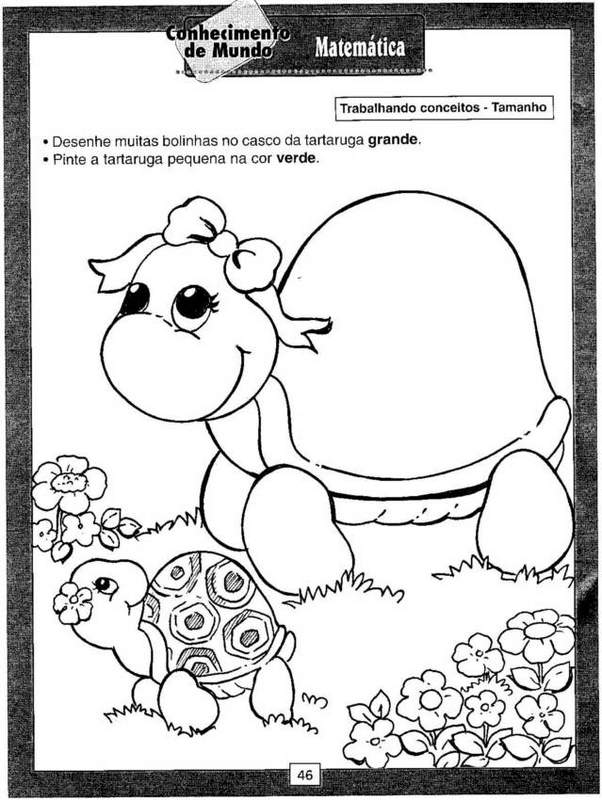 Conhecimento
de Mundo
Matemática
Trabalhando conceitos - Tamanho
• Desenhe muitas bolinhas no casco da tartaruga grande.
• Pinte a tartaruga pequena na cor verde.
46